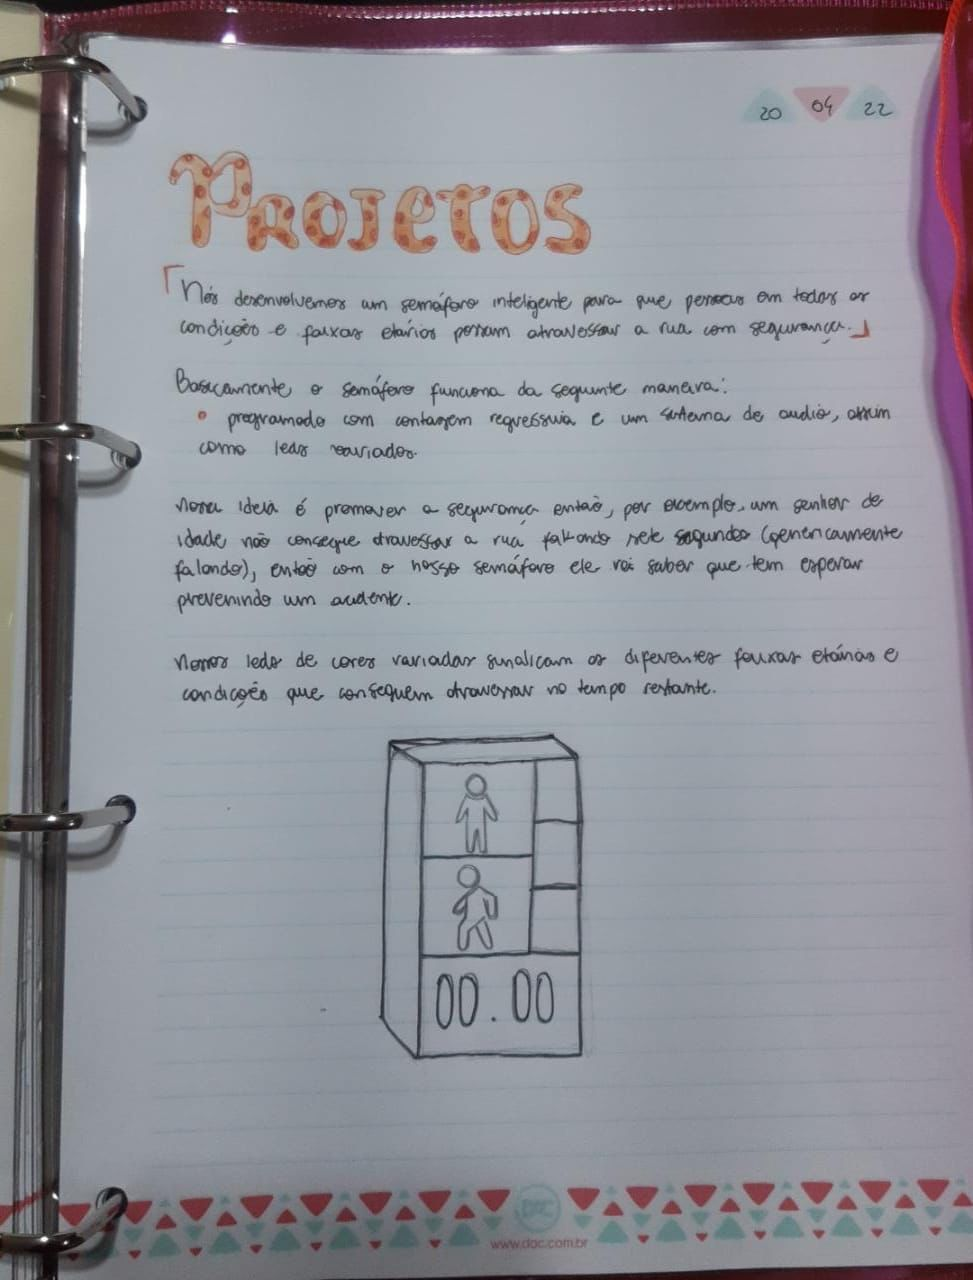 20 04 22
PROJETOS
Nós desenvolvemos um semáforo inteligente para que pessoas em todas as
condições e faixas etárias possam atravessar a rua com segurança.
Basicamente o semáforo funciona da seguinte maneira:
• programado com contagem regressiva e um sistema de audio, assim
como leds variados.
Nossa ideia é promover a segurança então, por exemplo, um senhor de
idade não consegue atravessar a rua faltando sete segundos (genericamente
falando), então com o nosso semáforo ele vai saber que tem esperar
prevenindo um acidente.
Nossos leds de cores variadas sinalizam as diferentes faixas etárias e
condições que conseguem atravessar no tempo restante.
00.00
DAC
www.dac.com.br